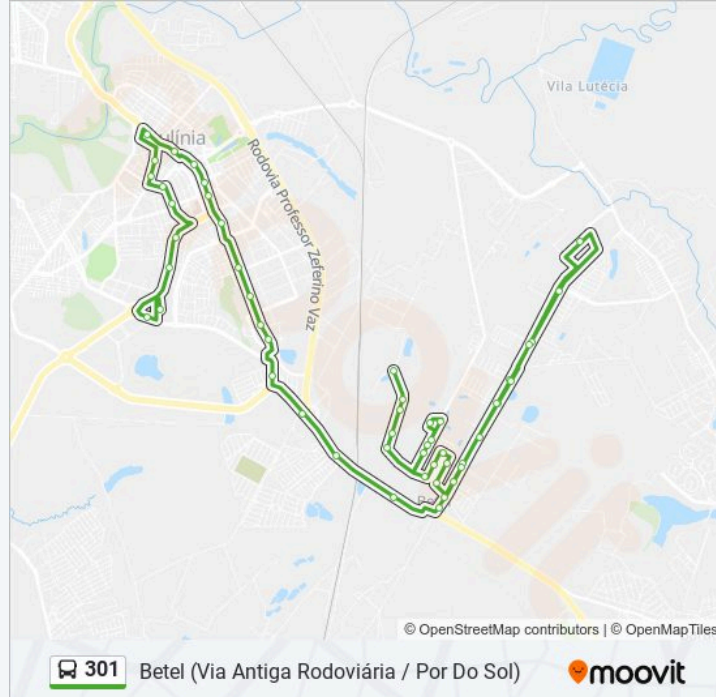 Vila Lutécia
Rodovia Professor Zeferino Vaz
© OpenStreetMap contributors | © OpenMapTiles
301 Betel (Via Antiga Rodoviária / Por Do Sol) moovit